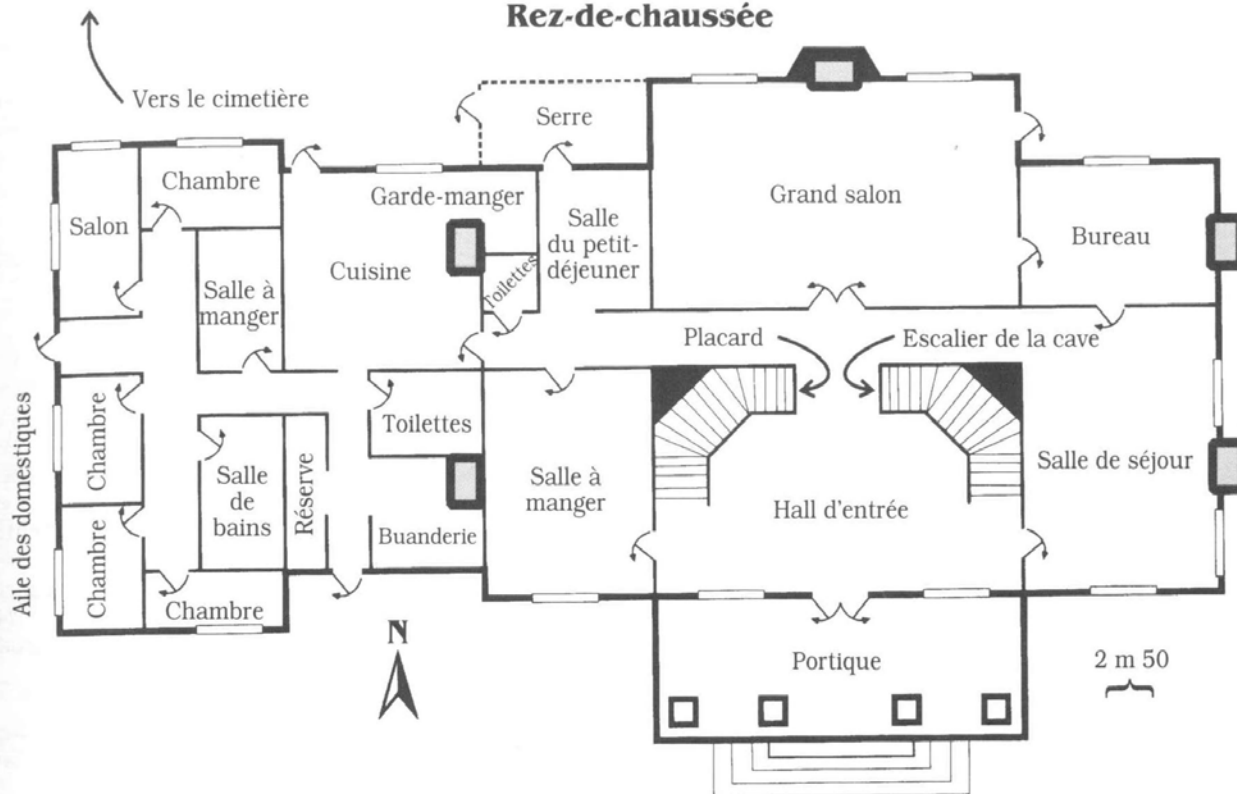 Rez-de-chaussée
Vers le cimetière
Serre
Chambre
Garde-manger
Grand salon
Salon
Salle
du petit-
déjeuner
Bureau
Cuisine
Toilettes
Salle à
manger
Placard
Escalier de la cave
Aile des domestiques
Chambre
Toilettes
Salle
de
bains
Réserve
Salle à
manger
Hall d'entrée
Salle de séjour
Chambre
Buanderie
Chambre
N
Portique
2 m 50